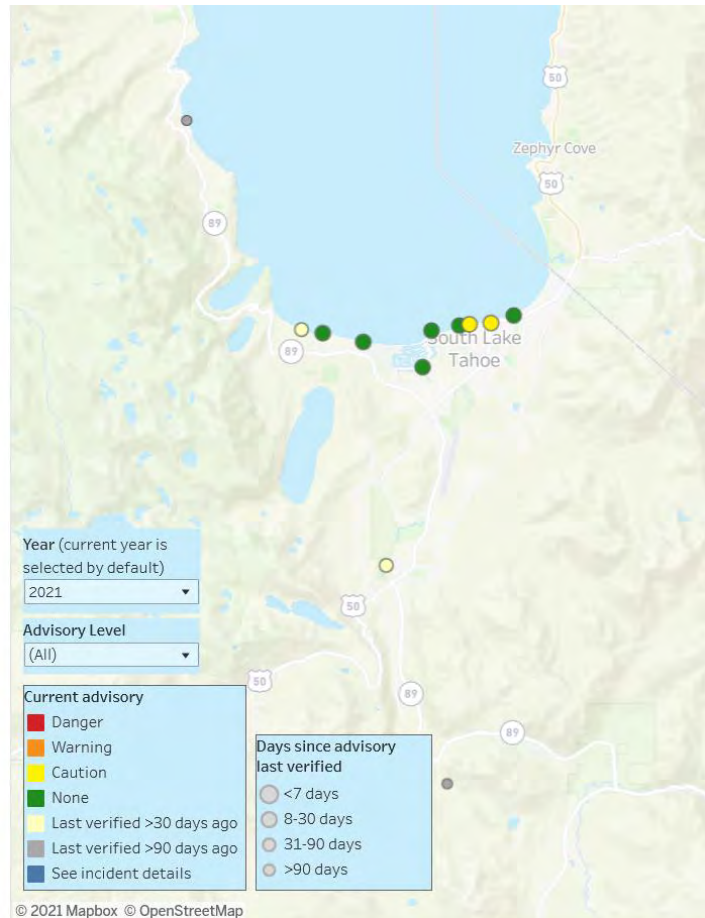 50
Zephyr Cove
50
89
South Lake
Tahoe
89
Year (current year is
selected by default)
2021
50
Advisory Level
(All)
50
89
Current advisory
Danger
Warning
Caution
None
Last verified >30 days ago
Last verified >90 days ago
See incident details
89
Days since advisory
last verified
<7 days
8-30 days
31-90 days
>90 days
© 2021 Mapbox © OpenStreetMap